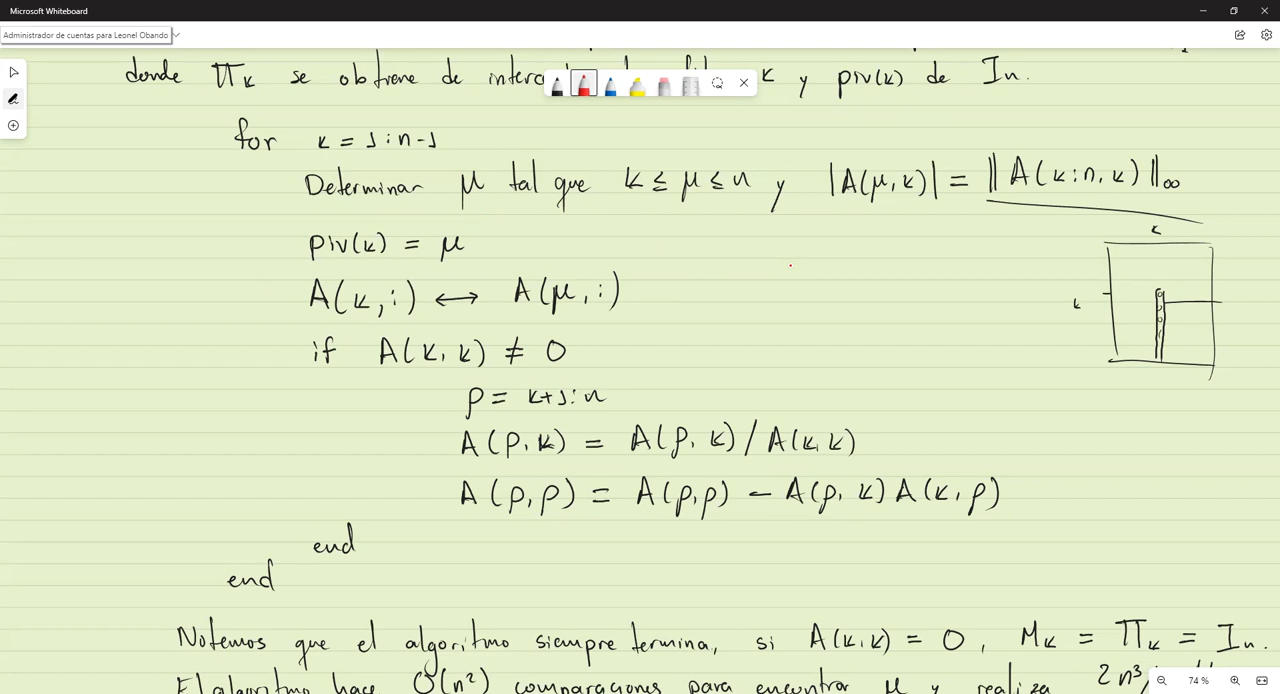 Microsoft Whiteboard
Administrador de cuentas para Leonel Obando
donde Π_k se obtiene de k y piv(k) de I_n.
for k = 1:n-1
Determinar μ tal que k ≤ μ ≤ n y |A(μ,k)| = ||A(k:n,k)||_∞
piv(k) = μ
k
A(k,:) ↔ A(μ,:)
k
if A(k,k) ≠ 0
ρ = k+1:n
A(ρ,k) = A(ρ,k)/A(k,k)
A(ρ,ρ) = A(ρ,ρ) - A(ρ,k)A(k,ρ)
end
end
Notemos que el algoritmo siempre termina, si A(k,k) = 0, M_k = Π_k = I_n.
El algoritmo hace O(n²) comparaciones para encontrar μ y realiza 2n³/
74 %